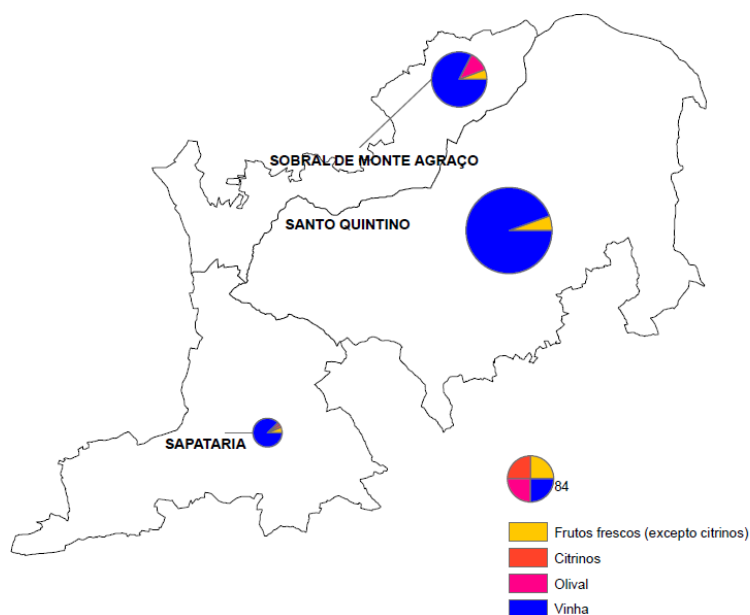 SOBRAL DE MONTE AGRAÇO
SANTO QUINTINO
SAPATARIA
84
Frutos frescos (excepto citrinos)
Citrinos
Olival
Vinha